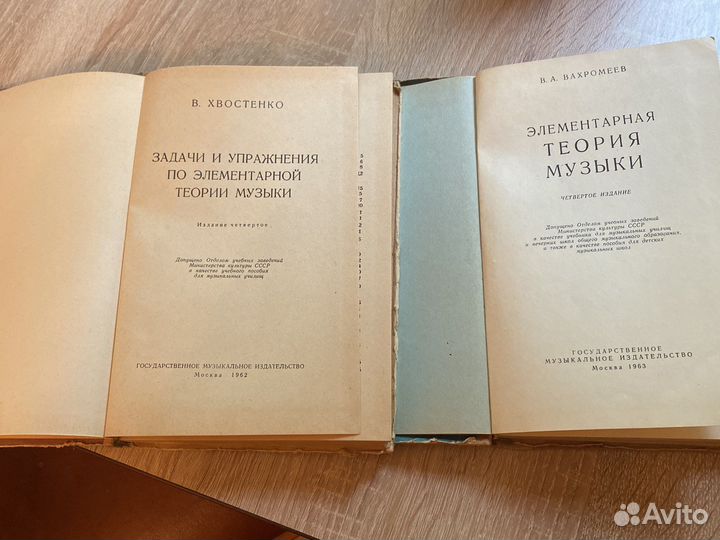 В. ХВОСТЕНКО
ЗАДАЧИ И УПРАЖНЕНИЯ
ПО ЭЛЕМЕНТАРНОЙ
ТЕОРИИ МУЗЫКИ
Издание четвертое
Допущено Отделом учебных заведений
Министерства культуры СССР
в качестве учебного пособия
для музыкальных училищ
ГОСУДАРСТВЕННОЕ МУЗЫКАЛЬНОЕ ИЗДАТЕЛЬСТВО
Москва 1962
В. А. ВАХРОМЕЕВ
ЭЛЕМЕНТАРНАЯ
ТЕОРИЯ
МУЗЫКИ
ЧЕТВЕРТОЕ ИЗДАНИЕ
Допущено Отделом учебных заведений
Министерства культуры СССР
в качестве учебника для музыкальных училищ
и вечерних школ общего музыкального образования,
а также в качестве пособия для детских
музыкальных школ
ГОСУДАРСТВЕННОЕ
МУЗЫКАЛЬНОЕ ИЗДАТЕЛЬСТВО
Москва 1963
Avito